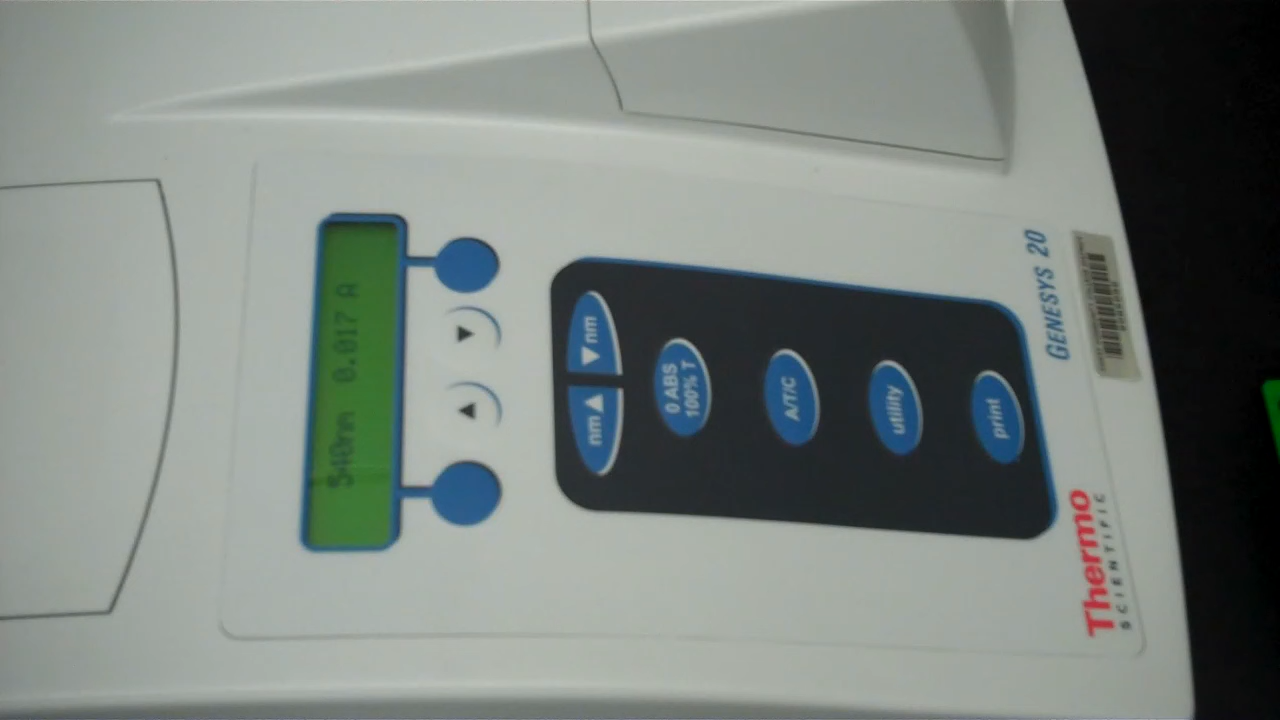 540nm 0.017 A
nm▲ ▼nm
0 ABS
100% T
A/T/C
utility
print
Thermo
SCIENTIFIC
GENESYS 20